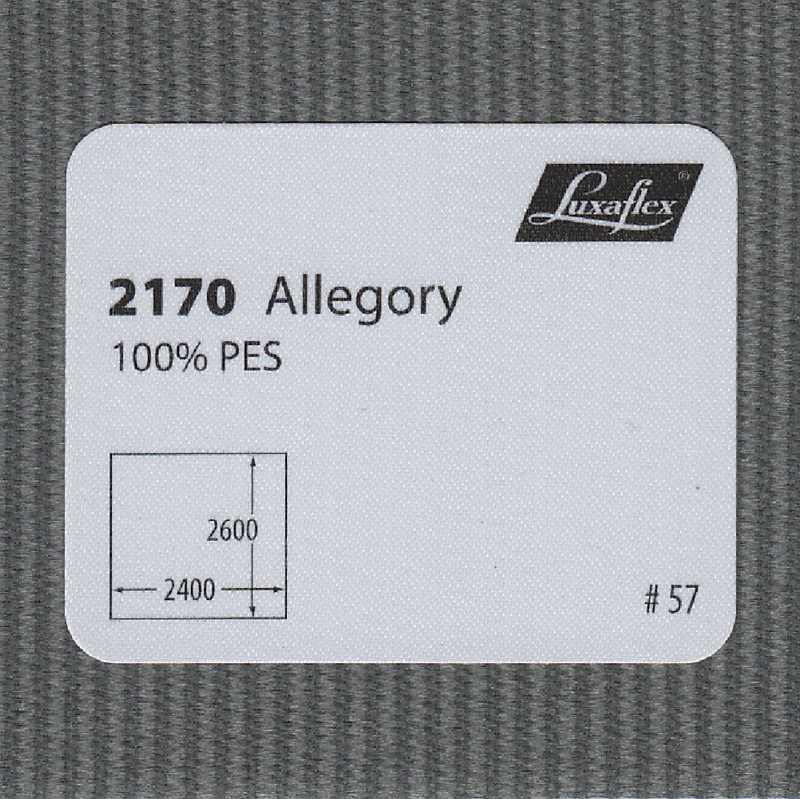 Luxaflex®
2170 Allegory
100% PES
2600
2400
# 57